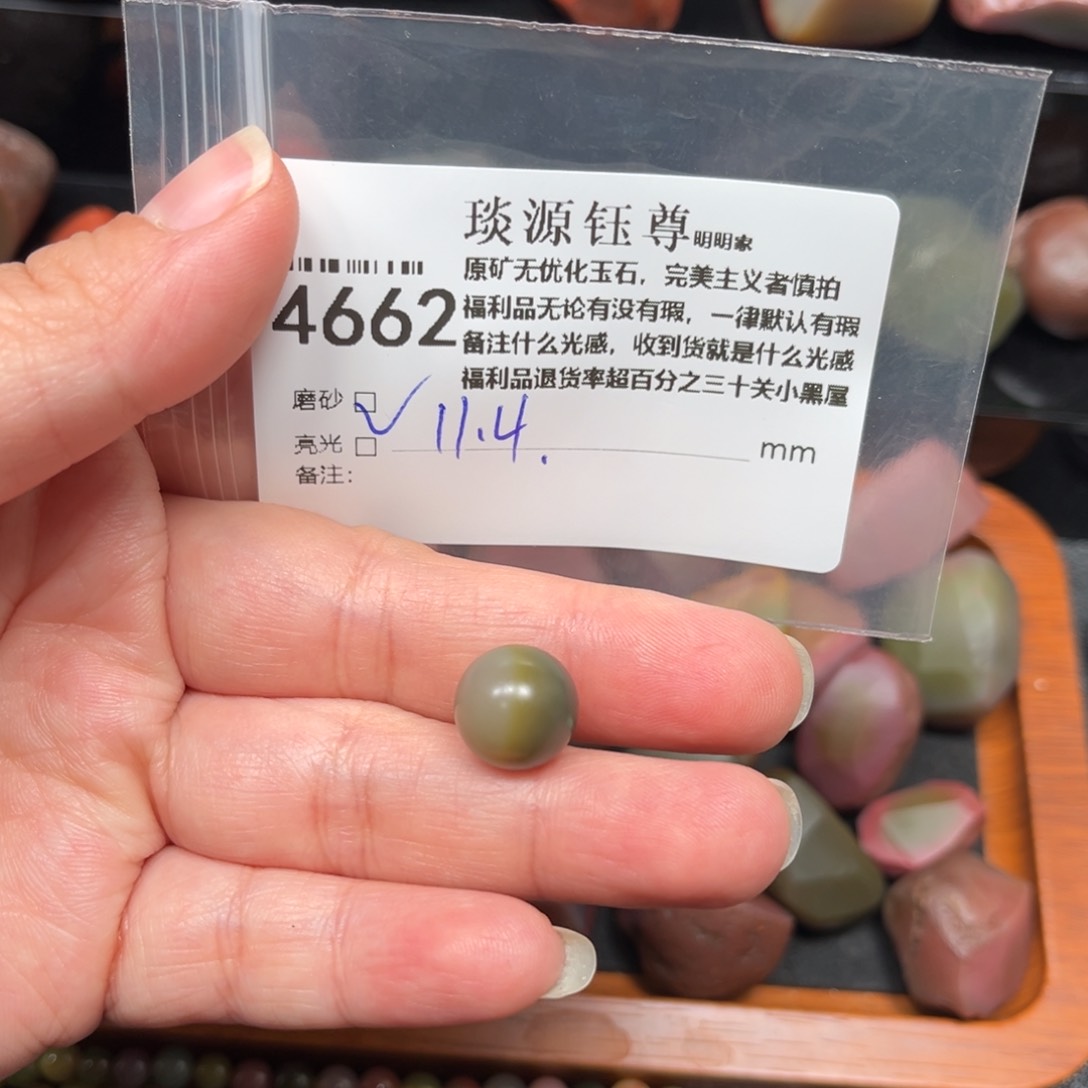 琰源钰尊明明家
原矿无优化玉石，完美主义者慎拍
4662
福利品无论有没有瑕，一律默认有瑕
备注什么光感，收到货就是什么光感
福利品退货率超百分之三十关小黑屋
磨砂 □ ✓ 11.4.
亮光 □ mm
备注：